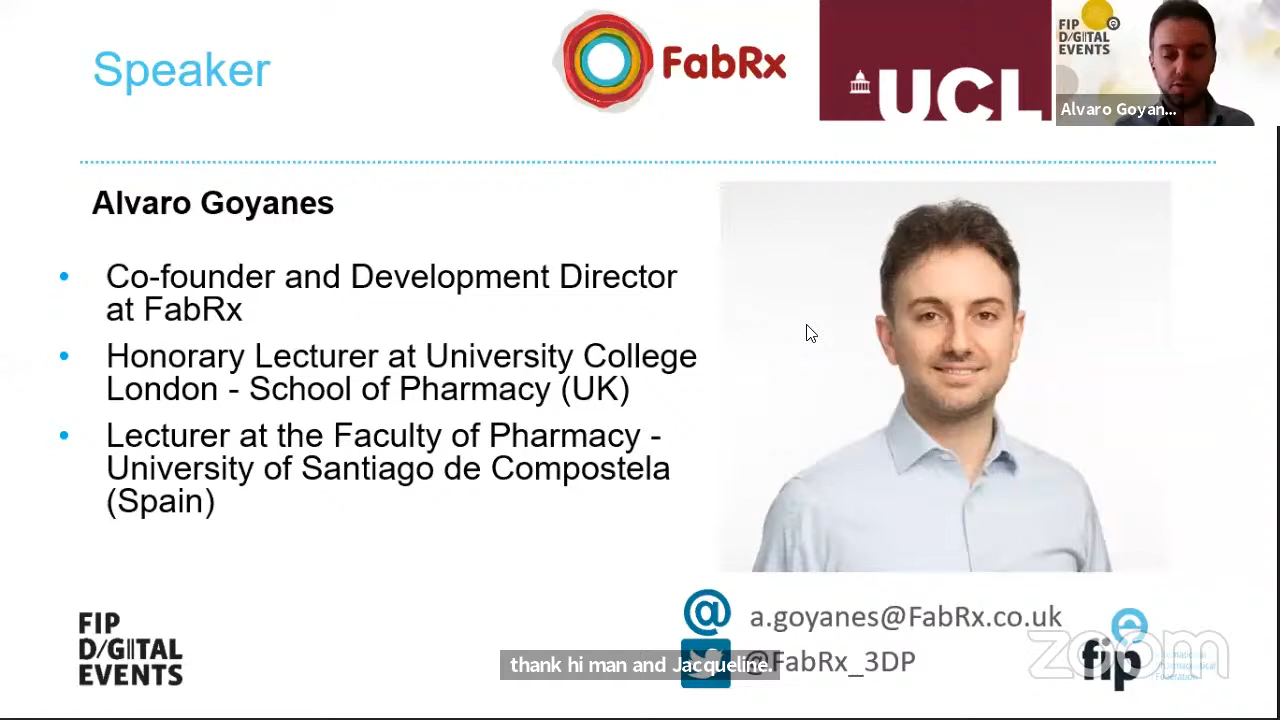 Speaker
FabRx
UCL
FIP
D/G!TAL
EVENTS
Alvaro Goyan...
Alvaro Goyanes
• Co-founder and Development Director
at FabRx
• Honorary Lecturer at University College
London - School of Pharmacy (UK)
• Lecturer at the Faculty of Pharmacy -
University of Santiago de Compostela
(Spain)
FIP
D/G!TAL
EVENTS
@ a.goyanes@FabRx.co.uk
@FabRx_3DP
thank hi man and Jacqueline.
fip
zoom
Federation